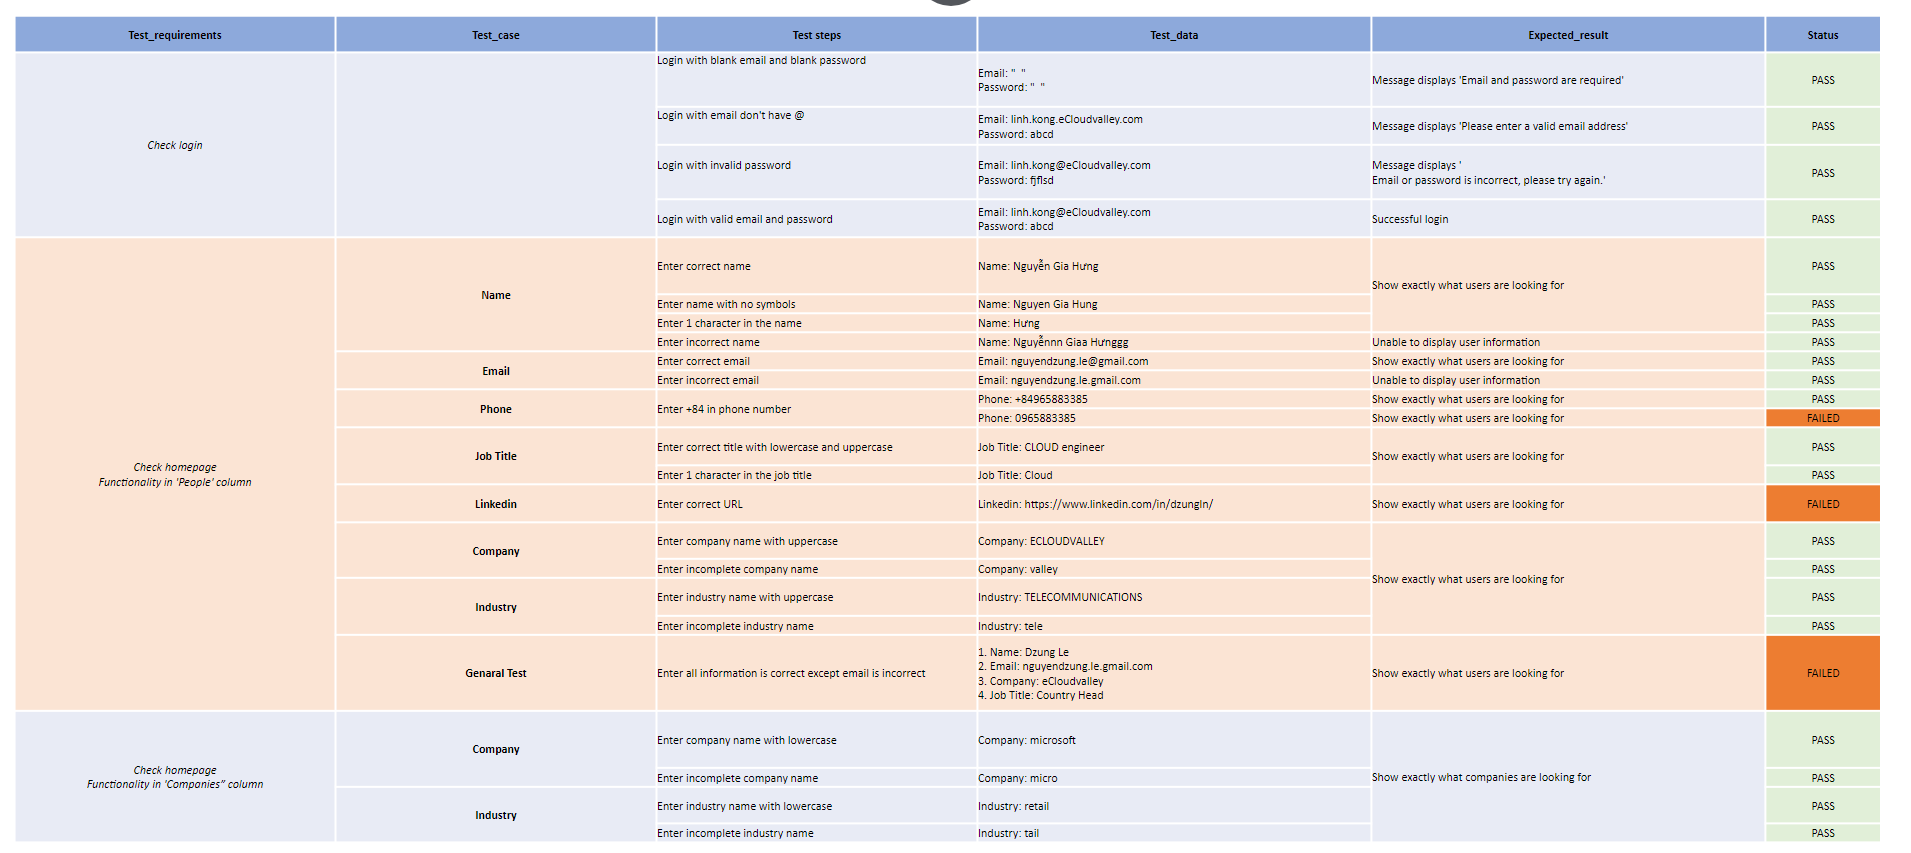 Test_requirements Test_case Test steps Test_data Expected_result Status
Check login
Login with blank email and blank password
Email: " "
Password: " "
Message displays 'Email and password are required'
PASS
Login with email don't have @
Email: linh.kong.eCloudvalley.com
Password: abcd
Message displays 'Please enter a valid email address'
PASS
Login with invalid password
Email: linh.kong@eCloudvalley.com
Password: fjflsd
Message displays '
Email or password is incorrect, please try again.'
PASS
Login with valid email and password
Email: linh.kong@eCloudvalley.com
Password: abcd
Successful login
PASS
Check homepage
Functionality in 'People' column
Name
Enter correct name
Name: Nguyễn Gia Hưng
Show exactly what users are looking for
PASS
Enter name with no symbols
Name: Nguyen Gia Hung
PASS
Enter 1 character in the name
Name: Hưng
PASS
Enter incorrect name
Name: Nguyễnnn Giaa Hưnggg
Unable to display user information
PASS
Email
Enter correct email
Email: nguyendzung.le@gmail.com
Show exactly what users are looking for
PASS
Enter incorrect email
Email: nguyendzung.le.gmail.com
Unable to display user information
PASS
Phone
Enter +84 in phone number
Phone: +84965883385
Show exactly what users are looking for
PASS
Phone: 0965883385
Show exactly what users are looking for
FAILED
Job Title
Enter correct title with lowercase and uppercase
Job Title: CLOUD engineer
Show exactly what users are looking for
PASS
Enter 1 character in the job title
Job Title: Cloud
PASS
Linkedin
Enter correct URL
Linkedin: https://www.linkedin.com/in/dzungln/
Show exactly what users are looking for
FAILED
Company
Enter company name with uppercase
Company: ECLOUDVALLEY
Show exactly what users are looking for
PASS
Enter incomplete company name
Company: valley
PASS
Industry
Enter industry name with uppercase
Industry: TELECOMMUNICATIONS
PASS
Enter incomplete industry name
Industry: tele
PASS
Genaral Test
Enter all information is correct except email is incorrect
1. Name: Dzung Le
2. Email: nguyendzung.le.gmail.com
3. Company: eCloudvalley
4. Job Title: Country Head
Show exactly what users are looking for
FAILED
Check homepage
Functionality in 'Companies" column
Company
Enter company name with lowercase
Company: microsoft
Show exactly what companies are looking for
PASS
Enter incomplete company name
Company: micro
PASS
Industry
Enter industry name with lowercase
Industry: retail
PASS
Enter incomplete industry name
Industry: tail
PASS